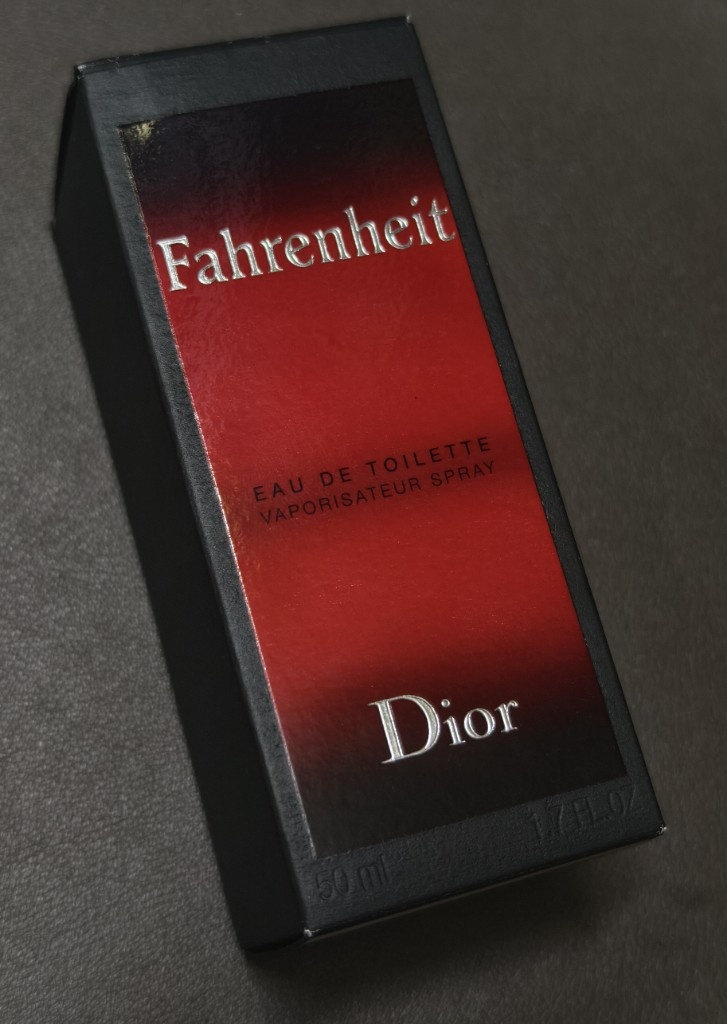 Fahrenheit
EAU DE TOILETTE
VAPORISATEUR SPRAY
Dior
50 ml 1.7 FL.OZ